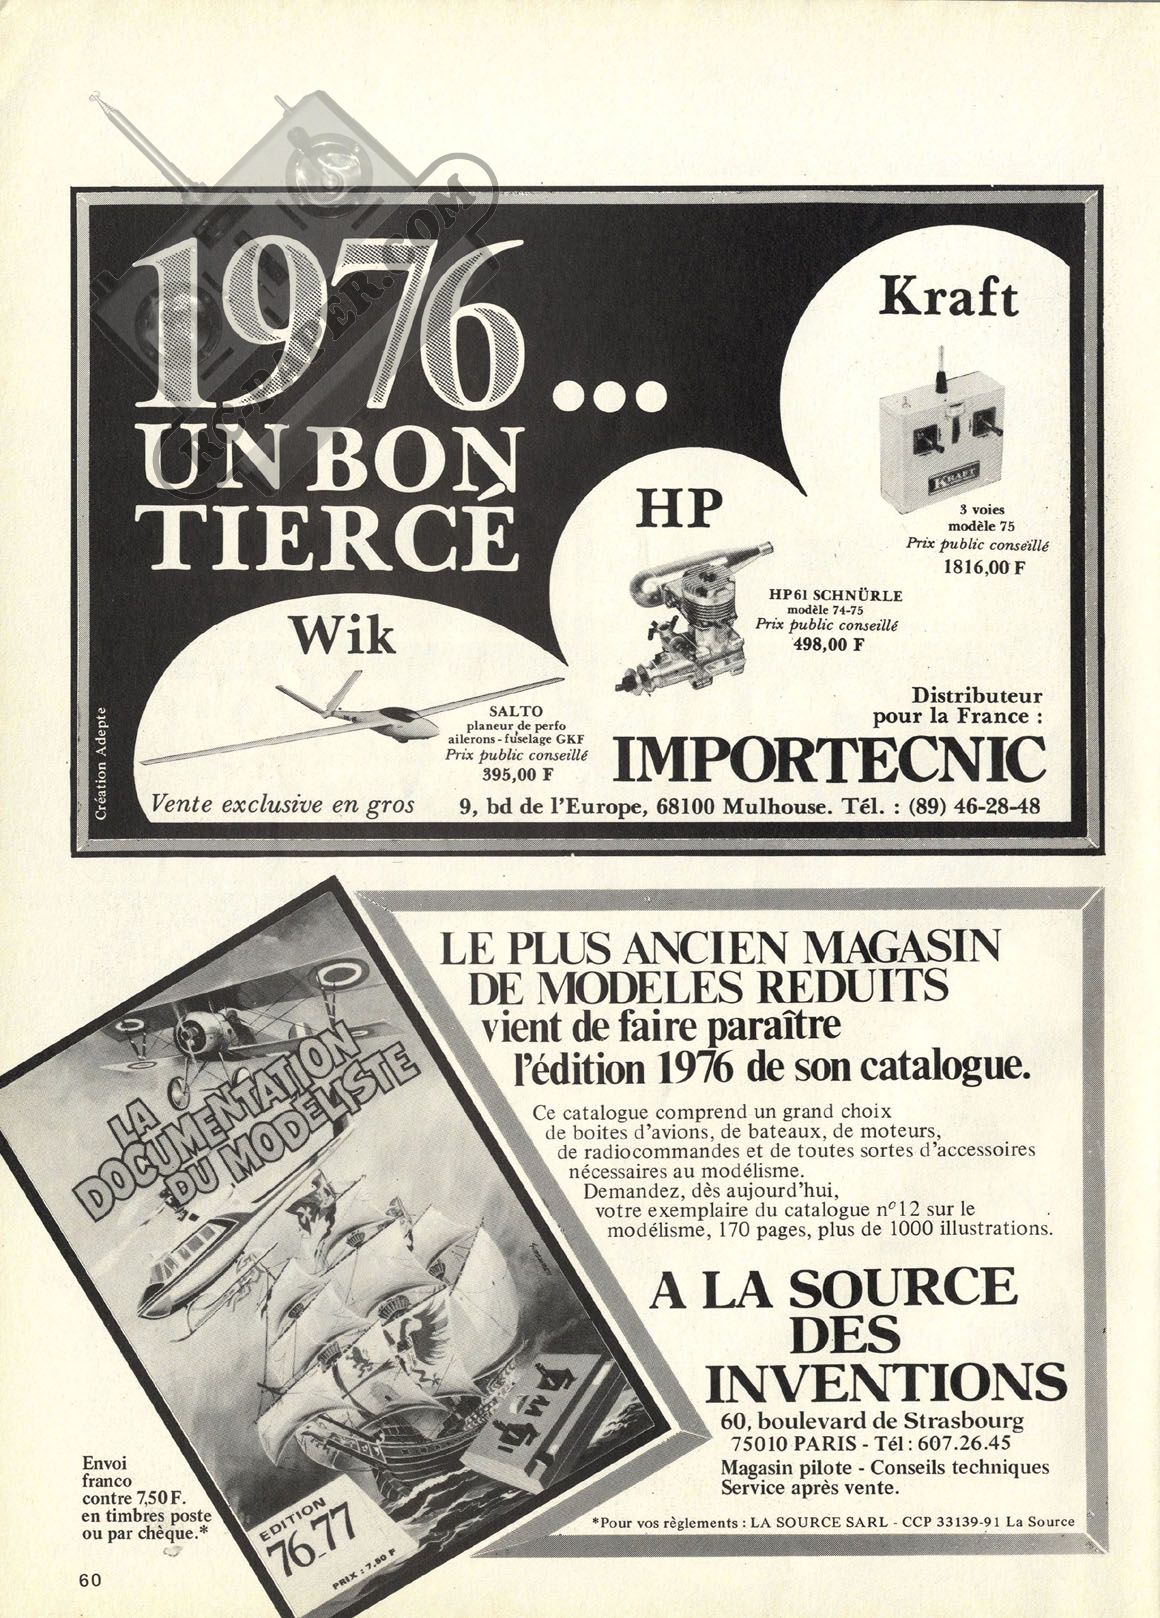 RC-PAPER.COM
1976...
UN BON
TIERCÉ
Kraft
KRAFT
3 voies
modèle 75
Prix public conseillé
1816,00 F
HP
HP61 SCHNÜRLE
modèle 74-75
Prix public conseillé
498,00 F
Wik
SALTO
planeur de perfo
ailerons - fuselage GKF
Prix public conseillé
395,00 F
Création Adepte
Distributeur
pour la France :
IMPORTECNIC
Vente exclusive en gros
9, bd de l'Europe, 68100 Mulhouse. Tél. : (89) 46-28-48
LE PLUS ANCIEN MAGASIN
DE MODELES REDUITS
vient de faire paraître
l'édition 1976 de son catalogue.
Ce catalogue comprend un grand choix
de boites d'avions, de bateaux, de moteurs,
de radiocommandes et de toutes sortes d'accessoires
nécessaires au modélisme.
Demandez, dès aujourd'hui,
votre exemplaire du catalogue n° 12 sur le
modélisme, 170 pages, plus de 1000 illustrations.
LA
DOCUMENTATION
DU MODELISTE
A LA SOURCE
DES
INVENTIONS
60, boulevard de Strasbourg
75010 PARIS - Tél : 607.26.45
Magasin pilote - Conseils techniques
Service après vente.
*Pour vos règlements : LA SOURCE SARL - CCP 33139-91 La Source
Envoi
franco
contre 7,50 F.
en timbres poste
ou par chèque.*
EDITION
76-77
PRIX : 7,50 F
60